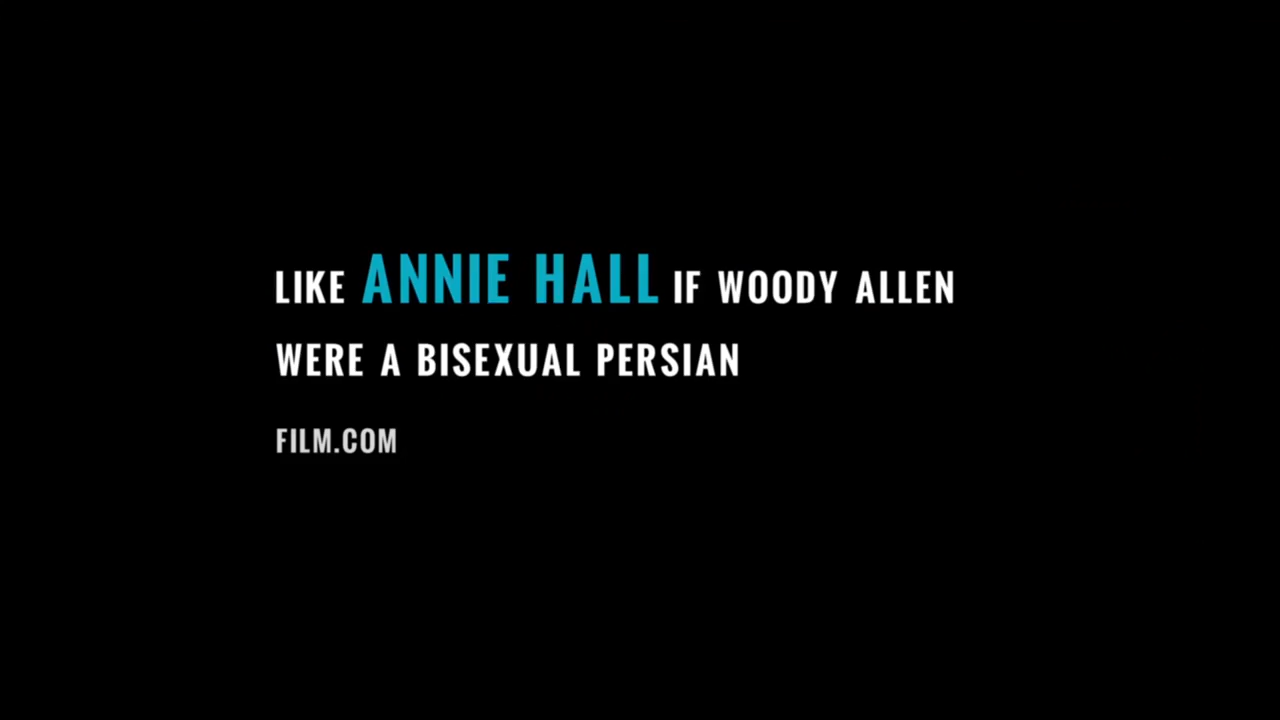 LIKE ANNIE HALL IF WOODY ALLEN
WERE A BISEXUAL PERSIAN
FILM.COM